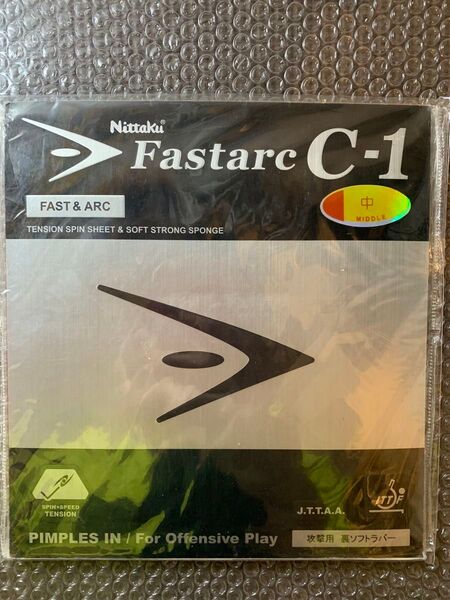 Nittaku®
Fastarc C-1
FAST & ARC
中
MIDDLE
TENSION SPIN SHEET & SOFT STRONG SPONGE
SPIN+SPEED
TENSION
J.T.T.A.A.
ITTF
PIMPLES IN / For Offensive Play
攻撃用 裏ソフトラバー